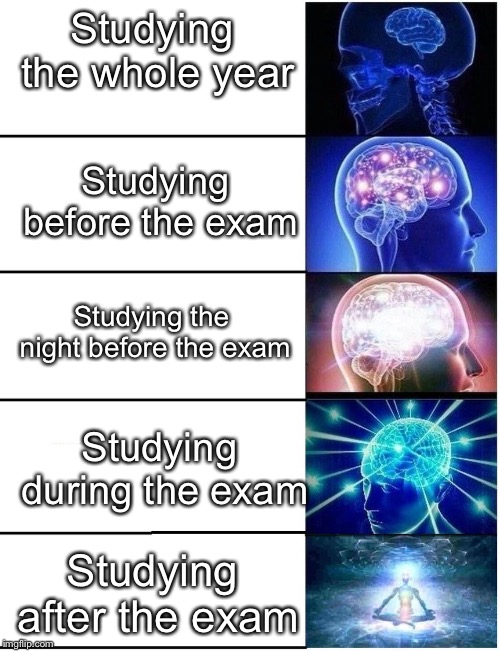 Studying
the whole year
Studying
before the exam
Studying the
night before the exam
Studying
during the exam
Studying
after the exam
imgflip.com